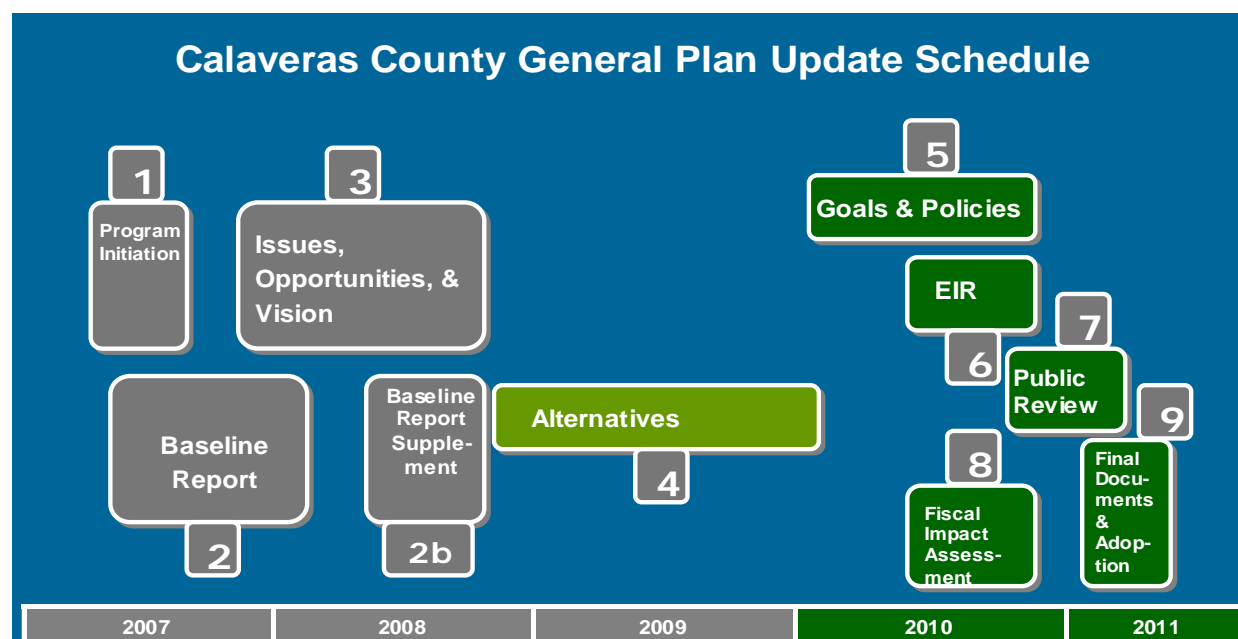 Calaveras County General Plan Update Schedule
1
Program
Initiation
3
Issues,
Opportunities, &
Vision
5
Goals & Policies
EIR
6
7
Public
Review
Baseline
Report
2
Baseline
Report
Supple-
ment
2b
Alternatives
4
8
Fiscal
Impact
Assess-
ment
9
Final
Docu-
ments
&
Adop-
tion
2007
2008
2009
2010
2011